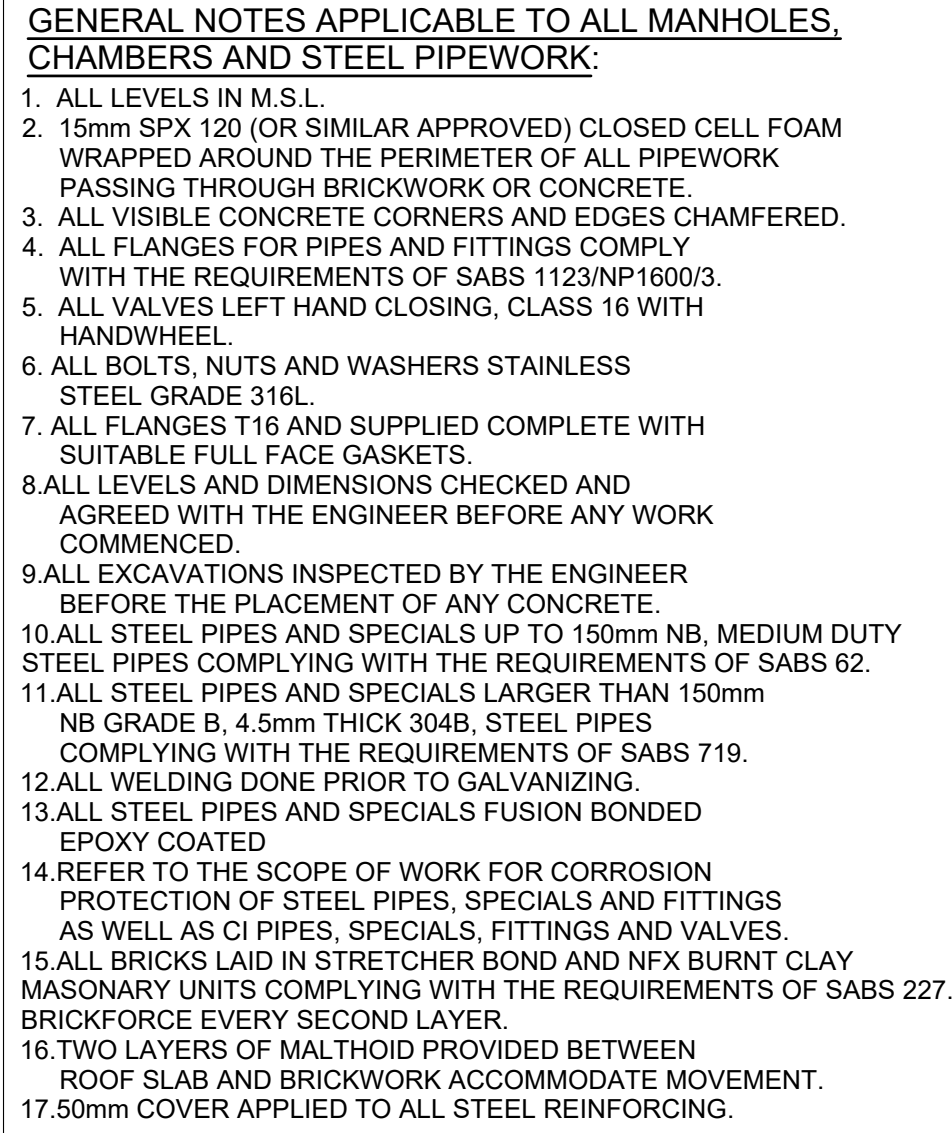 GENERAL NOTES APPLICABLE TO ALL MANHOLES,
CHAMBERS AND STEEL PIPEWORK:
1. ALL LEVELS IN M.S.L.
2. 15mm SPX 120 (OR SIMILAR APPROVED) CLOSED CELL FOAM
WRAPPED AROUND THE PERIMETER OF ALL PIPEWORK
PASSING THROUGH BRICKWORK OR CONCRETE.
3. ALL VISIBLE CONCRETE CORNERS AND EDGES CHAMFERED.
4. ALL FLANGES FOR PIPES AND FITTINGS COMPLY
WITH THE REQUIREMENTS OF SABS 1123/NP1600/3.
5. ALL VALVES LEFT HAND CLOSING, CLASS 16 WITH
HANDWHEEL.
6. ALL BOLTS, NUTS AND WASHERS STAINLESS
STEEL GRADE 316L.
7. ALL FLANGES T16 AND SUPPLIED COMPLETE WITH
SUITABLE FULL FACE GASKETS.
8.ALL LEVELS AND DIMENSIONS CHECKED AND
AGREED WITH THE ENGINEER BEFORE ANY WORK
COMMENCED.
9.ALL EXCAVATIONS INSPECTED BY THE ENGINEER
BEFORE THE PLACEMENT OF ANY CONCRETE.
10.ALL STEEL PIPES AND SPECIALS UP TO 150mm NB, MEDIUM DUTY
STEEL PIPES COMPLYING WITH THE REQUIREMENTS OF SABS 62.
11.ALL STEEL PIPES AND SPECIALS LARGER THAN 150mm
NB GRADE B, 4.5mm THICK 304B, STEEL PIPES
COMPLYING WITH THE REQUIREMENTS OF SABS 719.
12.ALL WELDING DONE PRIOR TO GALVANIZING.
13.ALL STEEL PIPES AND SPECIALS FUSION BONDED
EPOXY COATED
14.REFER TO THE SCOPE OF WORK FOR CORROSION
PROTECTION OF STEEL PIPES, SPECIALS AND FITTINGS
AS WELL AS CI PIPES, SPECIALS, FITTINGS AND VALVES.
15.ALL BRICKS LAID IN STRETCHER BOND AND NFX BURNT CLAY
MASONARY UNITS COMPLYING WITH THE REQUIREMENTS OF SABS 227.
BRICKFORCE EVERY SECOND LAYER.
16.TWO LAYERS OF MALTHOID PROVIDED BETWEEN
ROOF SLAB AND BRICKWORK ACCOMMODATE MOVEMENT.
17.50mm COVER APPLIED TO ALL STEEL REINFORCING.